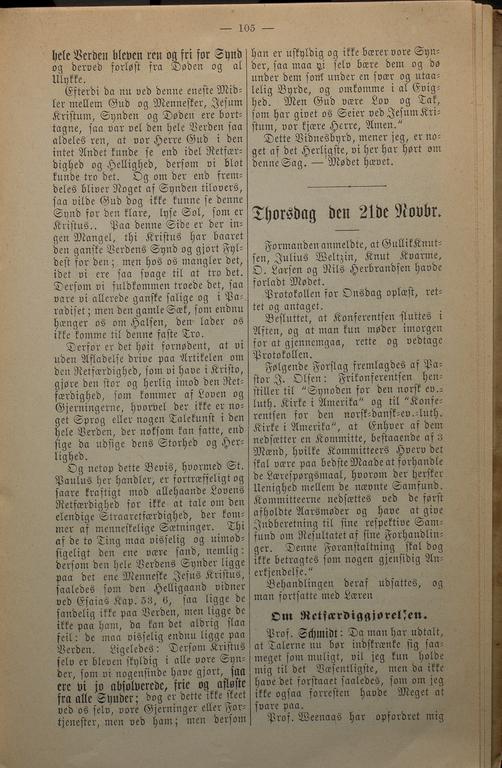 — 105 —
hele Verden bleven ren og fri for Synd
og derved forløst fra Døden og al
Ulykke.
Efterdi da nu ved denne eneste Mid-
ler mellem Gud og Mennesker, Jesum
Kristum, Synden og Døden ere bort-
tagne, saa var vel den hele Verden saa
aldeles ren, at vor Herre Gud i den
intet Andet kunde se end idel Retfær-
dighed og Hellighed, dersom vi blot
kunde tro det. Og om der end frem-
deles bliver Noget af Synden tilovers,
saa vilde Gud dog ikke kunne se denne
Synd for den klare, lyse Sol, som er
Kristus.. Paa denne Side er der in-
gen Mangel, thi Kristus har baaret
den ganske Verdens Synd og gjort Fyl-
dest for den; men hos os mangler det,
idet vi ere saa svage til at tro det.
Dersom vi fuldkommen troede det, saa
vare vi allerede ganske salige og i Pa-
radiset; men den gamle Sæk, som endnu
hænger os om Halsen, den lader os
ikke komme til denne faste Tro.
Derfor er det høit fornødent, at vi
uden Afladelse drive paa Artikelen om
den Retfærdighed, som vi have i Kristo,
gjøre den stor og herlig imod den Ret-
færdighed, som kommer af Loven og
Gjerningerne, hvorvel der ikke er no-
get Sprog eller nogen Talekunst i den
hele Verden, der noksom kan fatte, end
sige da udsige dens Storhed og Her-
lighed.
Og netop dette Bevis, hvormed St.
Paulus her handler, er fortræffeligt og
saare kraftigt mod allehaande Lovens
Retfærdighed for ikke at tale om den
elendige Straaretfærdighed, der kom-
mer af menneskelige Sætninger. Thi
af de to Ting maa visselig og uimod-
sigeligt den ene være sand, nemlig:
dersom den hele Verdens Synder ligge
paa det ene Menneske Jesus Kristus,
saaledes som den Helligaand vidner
ved Esaias Kap. 53, 6, saa ligge de
sandelig ikke paa Verden, men ligge de
ikke paa ham, da kan det aldrig slaa
feil: de maa visselig endnu ligge paa
Verden. Ligeledes: Dersom Kristus
selv er bleven skyldig i alle vore Syn-
der, som vi nogensinde have gjort, saa
ere vi jo absolverede, frie og afløste
fra alle Synder; dog er dette ikke skeet
ved os selv, vore Gjerninger eller For-
tjenester, men ved ham; men dersom
han er uskyldig og ikke bærer vore Syn-
der, saa maa vi selv bære dem og dø
under dem som under en svær og utaa-
lelig Byrde, og omkomme i al Evig-
hed. Men Gud være Lov og Tak,
som har givet os Seier ved Jesum Kri-
stum, vor kjære Herre, Amen.“
Dette Vidnesbyrd, mener jeg, er no-
get af det Herligste, vi her har hørt om
denne Sag. — Mødet hævet.
Thorsdag den 21de Novbr.
Formanden anmeldte, at Gullik Knut-
sen, Julius Weltzin, Knut Kvarme,
O. Larsen og Nils Herbrandsen havde
forladt Mødet.
Protokollen for Onsdag oplæst, ret-
tet og antaget.
Besluttet, at Konferentsen sluttes i
Aften, og at man kun møder imorgen
for at gjennemgaa, rette og vedtage
Protokollen.
Følgende Forslag fremlagdes af Pa-
stor J. Olsen: Frikonferentsen hen-
stiller til “Synoden for den norsk ev.-
luth. Kirke i Amerika“ og til “Konfe-
rentsen for den norsk-dansk-ev.-luth.
Kirke i Amerika“, at Enhver af dem
nedsætter en Kommitte, bestaaende af 3
Mænd, hvilke Kommitteers Hverv det
skal være paa bedste Maade at forhandle
de Læresporgsmaal, hvorom der hersker
Uenighed mellem de nævnte Samfund.
Kommitteerne nedsættes ved de først
afholdte Aarsmøder og have at give
Indberetning til sine respektive Sam-
fund om Resultatet af sine Forhandlin-
ger. Denne Foranstaltning skal dog
ikke betragtes som nogen gjensidig An-
erkjendelse.“
Behandlingen deraf udsattes, og
man fortsatte med Læren
Om Retfærdiggjørelsen.
Prof. Schmidt: Da man har udtalt,
at Talerne nu bør indskrænke sig saa-
meget som muligt, vil jeg kun holde
mig til det Væsentligste, men da ikke
have det forstaaet saaledes, som om jeg
ikke ogsaa forresten havde Meget at
svare paa.
Prof. Weenaas har opfordret mig